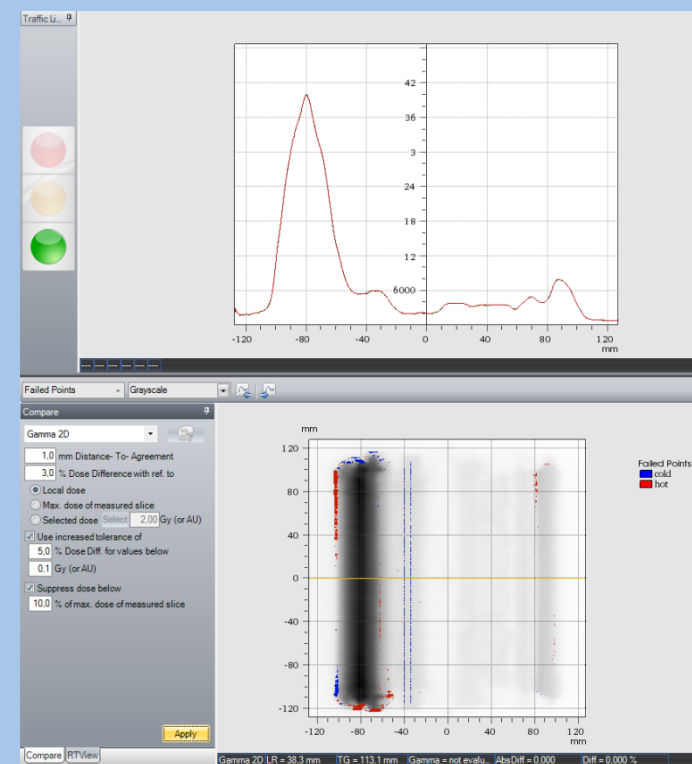 Traffic Li...
42
36
3
24
18
12
6000
-120 -80 -40 0 40 80 120
mm
--- --- --- --- --- ---
Failed Points Grayscale
Compare
Gamma 2D
1,0 mm Distance- To- Agreement
3,0 % Dose Difference with ref. to
Local dose
Max. dose of measured slice
Selected dose Select 2.00 Gy (or AU)
Use increased tolerance of
5.0 % Dose Diff. for values below
0,1 Gy (or AU)
Suppress dose below
10,0 % of max. dose of measured slice
Apply
Compare RTView
mm
120
80
40
0
-40
-80
-120
-120 -80 -40 0 40 80 120
mm
Failed Points
cold
hot
Gamma 2D LR = 38.3 mm TG = 113.1 mm Gamma = not evalu... AbsDiff = 0.000 Diff = 0.000 %